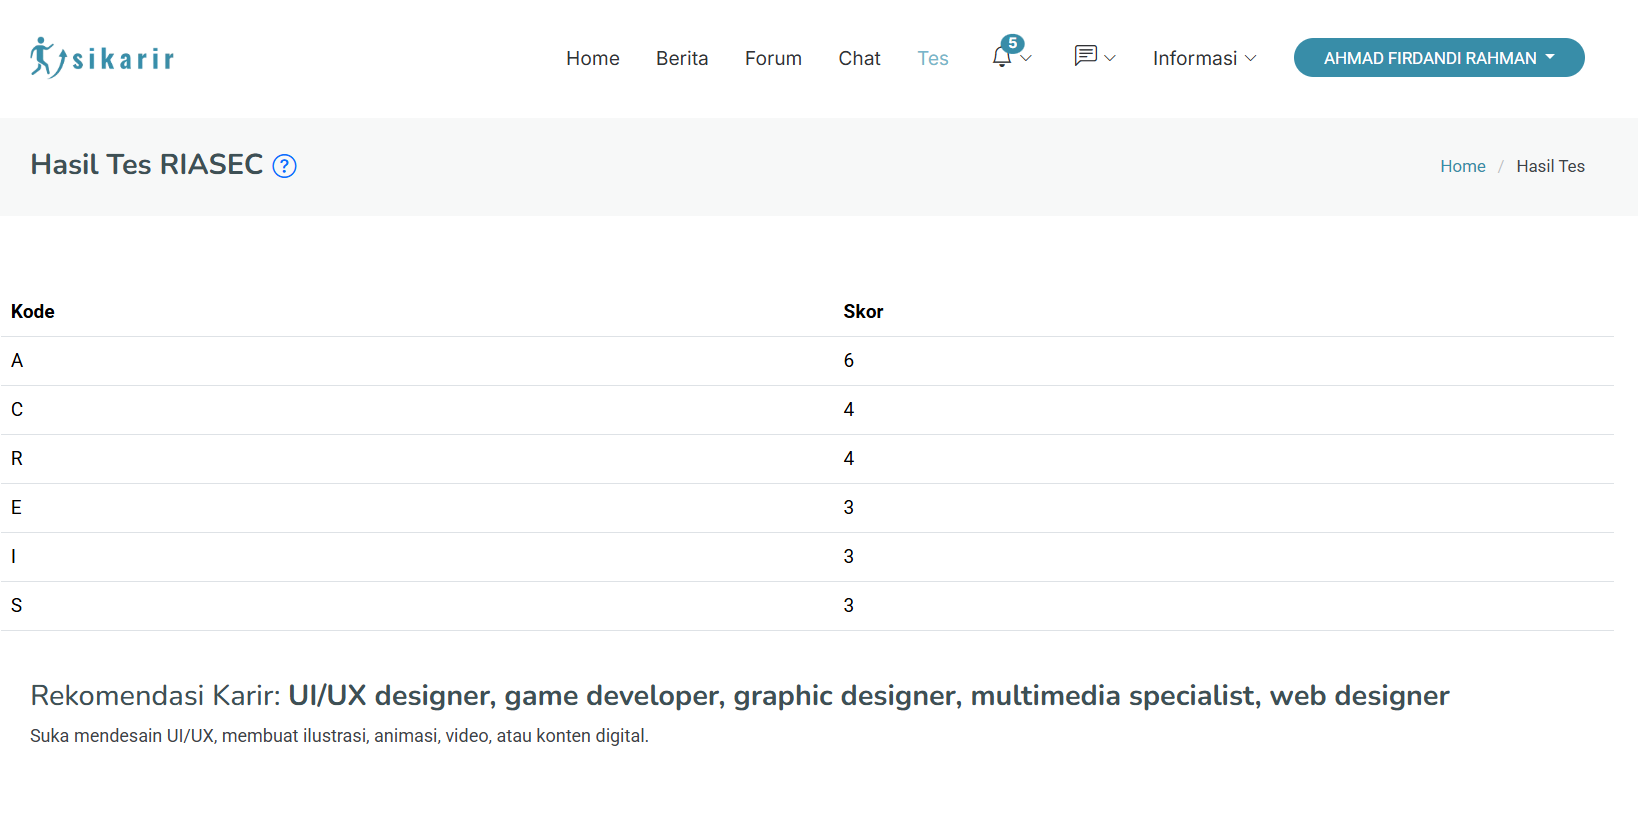 sikarir
Home Berita Forum Chat Tes 5 Informasi AHMAD FIRDANDI RAHMAN
Hasil Tes RIASEC ?
Home / Hasil Tes
Kode Skor
A 6
C 4
R 4
E 3
I 3
S 3
Rekomendasi Karir: UI/UX designer, game developer, graphic designer, multimedia specialist, web designer
Suka mendesain UI/UX, membuat ilustrasi, animasi, video, atau konten digital.